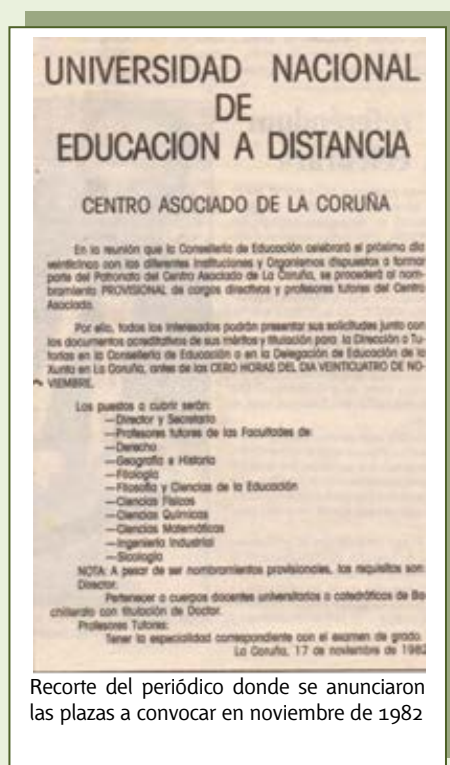 UNIVERSIDAD NACIONAL
DE
EDUCACION A DISTANCIA
CENTRO ASOCIADO DE LA CORUÑA
En la reunión que la Consellería de Educación celebrará el próximo día
veinticinco con las diferentes Instituciones y Organismos dispuestos a formar
parte del Patronato del Centro Asociado de La Coruña, se procederá al nom-
bramiento PROVISIONAL de cargos directivos y profesores tutores del Centro
Asociado.
Por ello, todos los interesados podrán presentar sus solicitudes junto con
los documentos acreditativos de sus méritos y titulación para la Dirección o Tu-
torías en la Consellería de Educación o en la Delegación de Educación de la
Xunta en La Coruña, antes de las CERO HORAS DEL DIA VEINTICUATRO DE NO-
VIEMBRE.
Los puestos a cubrir serán:
—Director y Secretario
—Profesores tutores de las Facultades de:
—Derecho
—Geografía e Historia
—Filología
—Filosofía y Ciencias de la Educación
—Ciencias Físicas
—Ciencias Químicas
—Ciencias Matemáticas
—Ingeniería Industrial
—Sicología
NOTA: A pesar de ser nombramientos provisionales, los requisitos son:
Director:
Pertenecer a cuerpos docentes universitarios o catedráticos de Ba-
chillerato con titulación de Doctor.
Profesores Tutores:
Tener la especialidad correspondiente con el examen de grado.
La Coruña, 17 de noviembre de 1982
Recorte del periódico donde se anunciaron
las plazas a convocar en noviembre de 1982